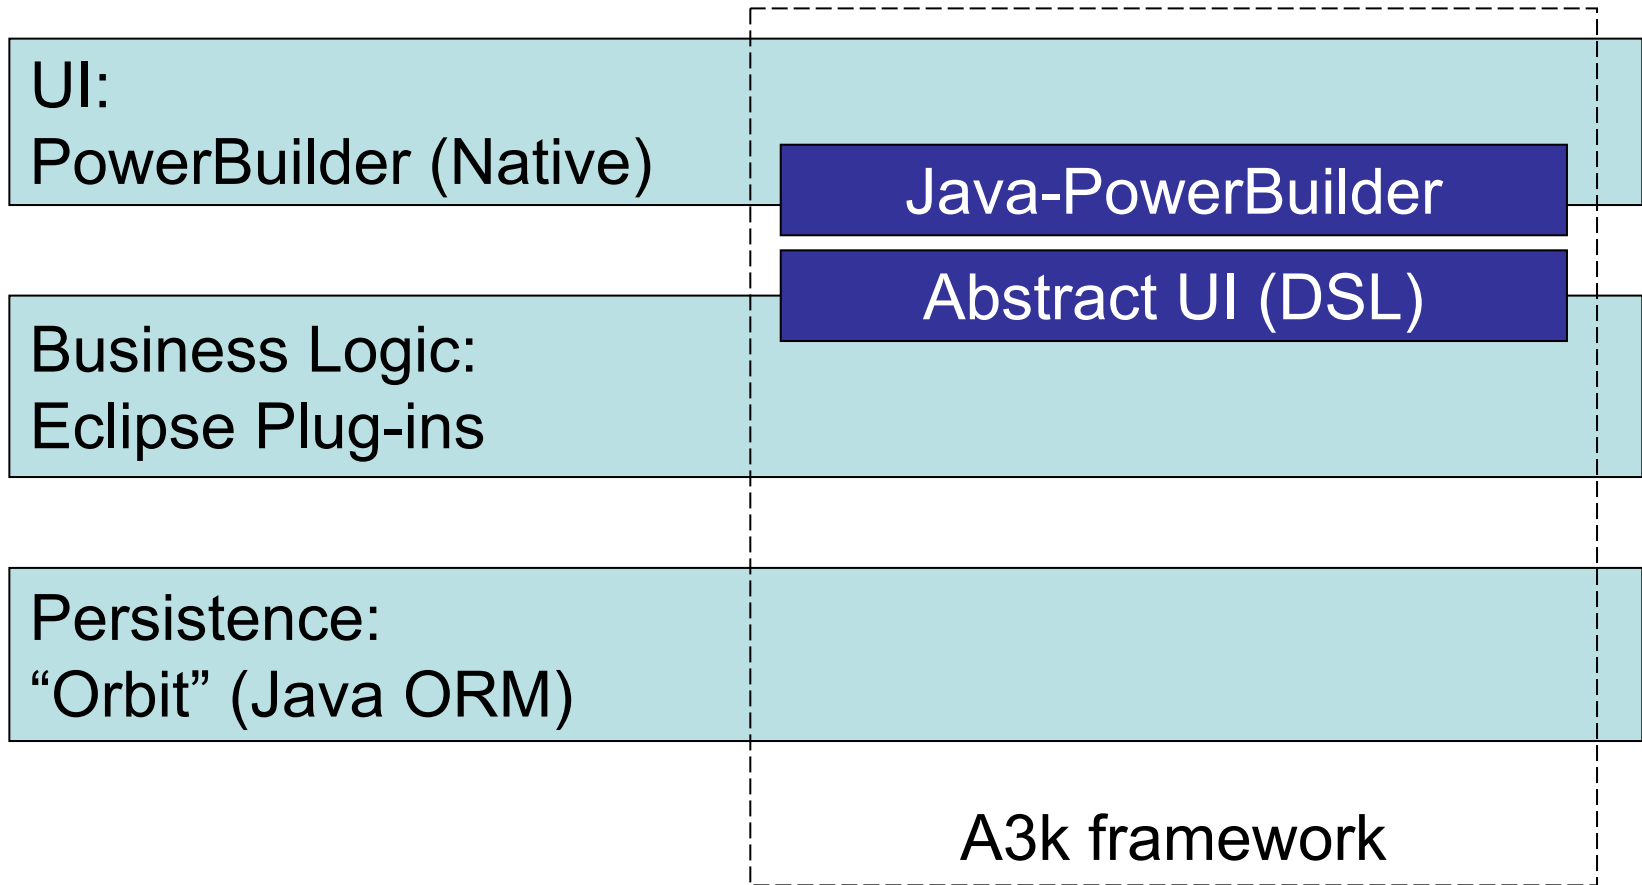 UI:
PowerBuilder (Native)
Java-PowerBuilder
Abstract UI (DSL)
Business Logic:
Eclipse Plug-ins
Persistence:
“Orbit” (Java ORM)
A3k framework